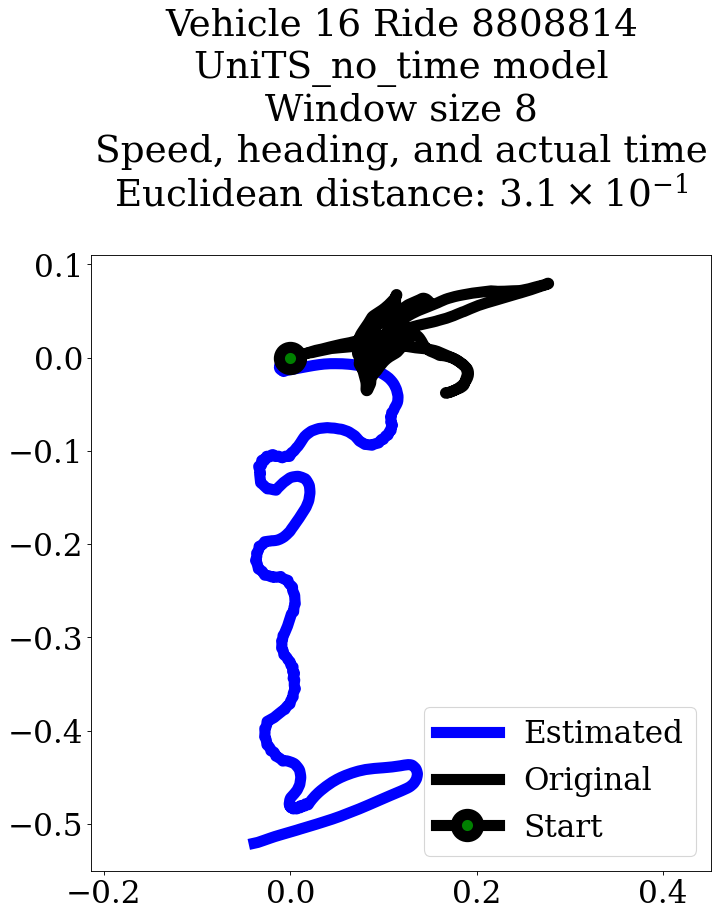 Vehicle 16 Ride 8808814
UniTS_no_time model
Window size 8
Speed, heading, and actual time
Euclidean distance: $3.1 \times 10^{-1}$
0.1
0.0
−0.1
−0.2
−0.3
−0.4
−0.5
Estimated
Original
Start
−0.2 0.0 0.2 0.4